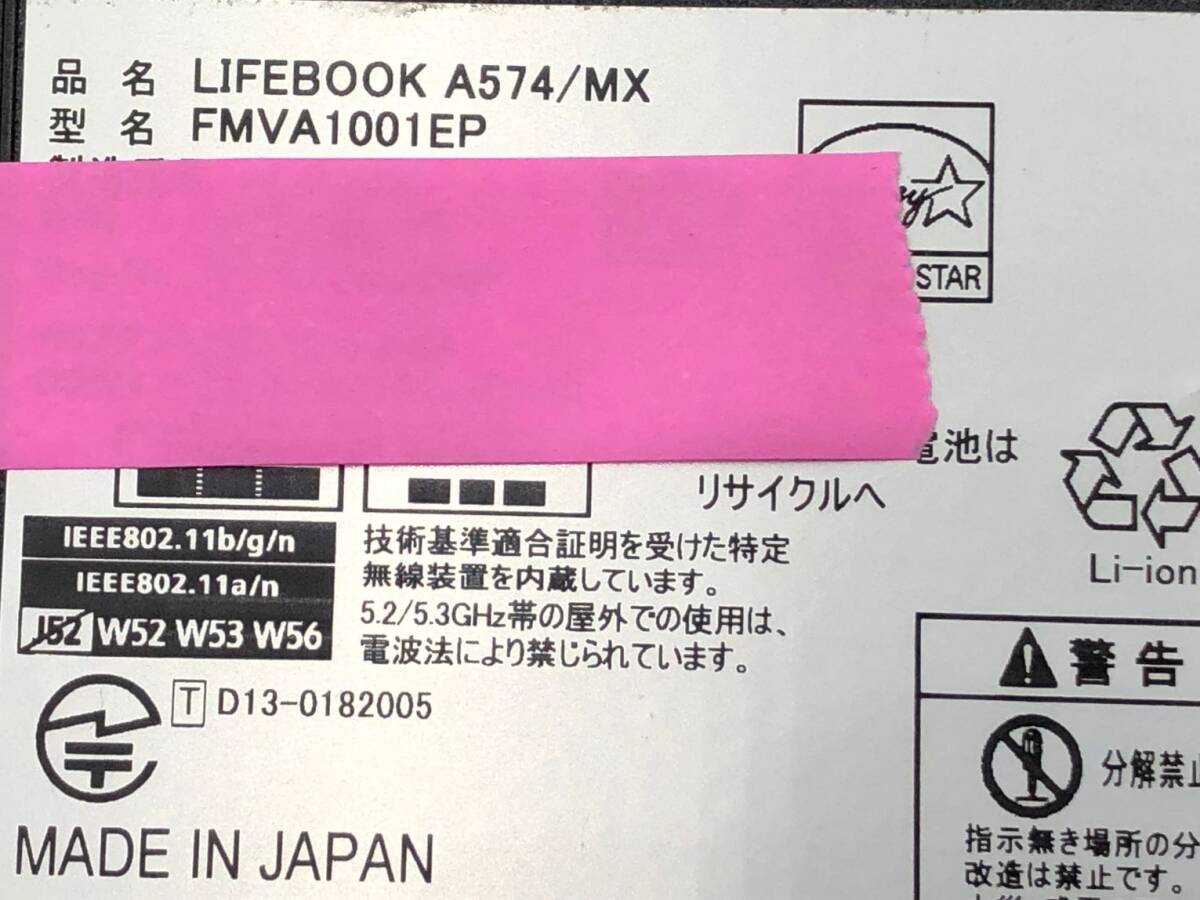 品 名 LIFEBOOK A574/MX
型 名 FMVA1001EP
STAR
電池は
リサイクルへ
Li-ion
IEEE802.11b/g/n
IEEE802.11a/n
J52 W52 W53 W56
技術基準適合証明を受けた特定
無線装置を内蔵しています。
5.2/5.3GHz帯の屋外での使用は、
電波法により禁じられています。
T D13-0182005
MADE IN JAPAN
警告
分解禁止
指示無き場所の分
改造は禁止です。